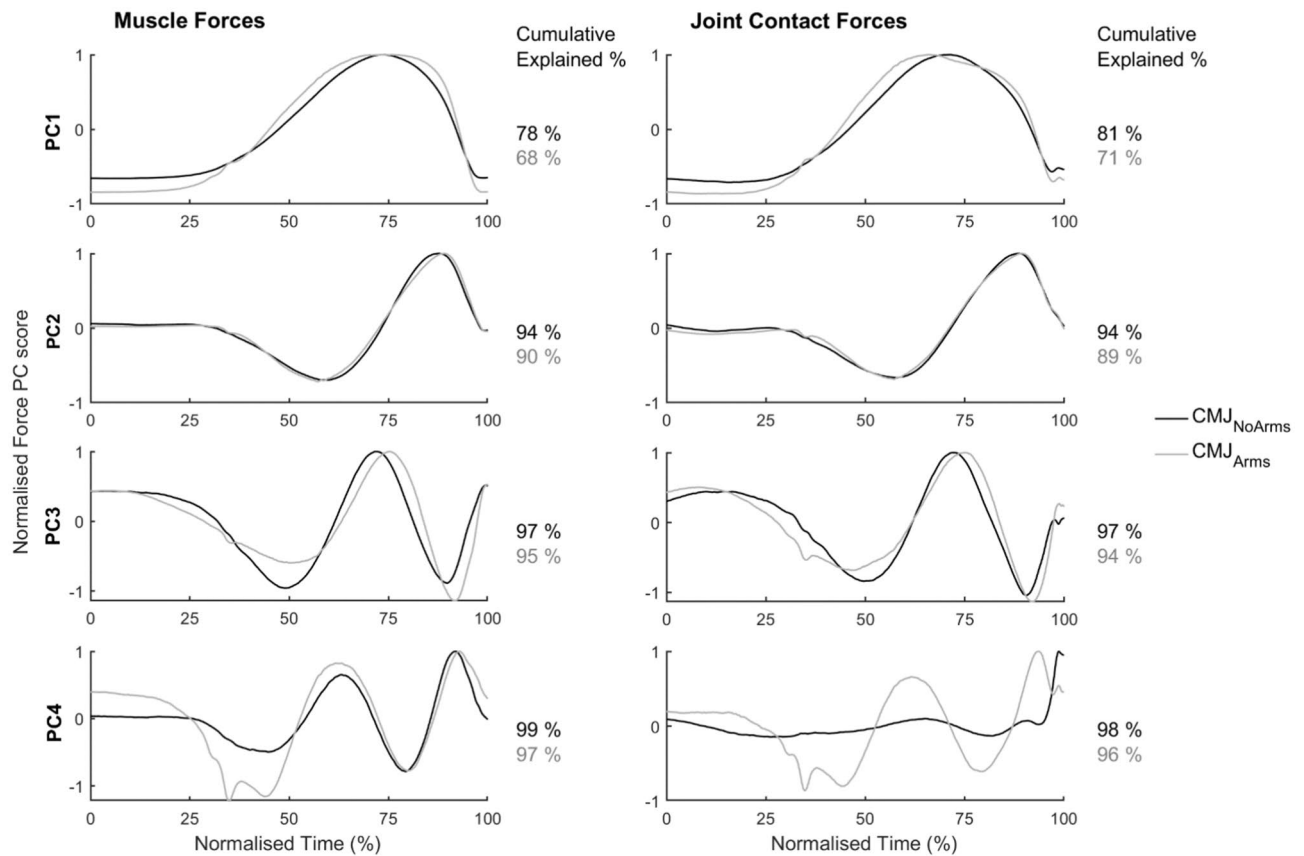 Muscle Forces
Joint Contact Forces
Cumulative
Explained %
Cumulative
Explained %
Normalised Force PC score
PC1
1
0
-1
0 25 50 75 100
78 %
68 %
1
0
-1
0 25 50 75 100
81 %
71 %
PC2
1
0
-1
0 25 50 75 100
94 %
90 %
1
0
-1
0 25 50 75 100
94 %
89 %
CMJNoArms
CMJArms
PC3
1
0
-1
0 25 50 75 100
97 %
95 %
1
0
-1
0 25 50 75 100
97 %
94 %
PC4
1
0
-1
0 25 50 75 100
99 %
97 %
1
0
-1
0 25 50 75 100
98 %
96 %
Normalised Time (%)
Normalised Time (%)